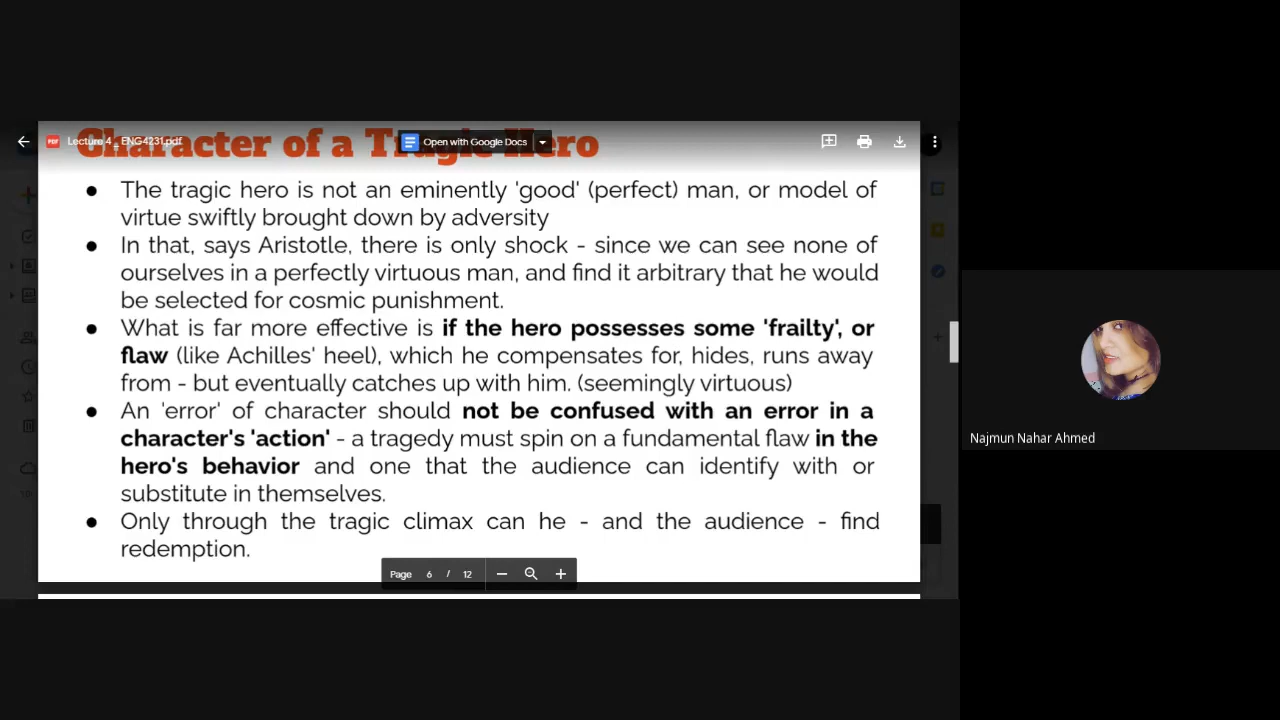 Character of a Tragic Hero
Lecture 4 _ ENG4231.pdf
Open with Google Docs
● The tragic hero is not an eminently 'good' (perfect) man, or model of
virtue swiftly brought down by adversity
● In that, says Aristotle, there is only shock - since we can see none of
ourselves in a perfectly virtuous man, and find it arbitrary that he would
be selected for cosmic punishment.
● What is far more effective is if the hero possesses some 'frailty', or
flaw (like Achilles' heel), which he compensates for, hides, runs away
from - but eventually catches up with him. (seemingly virtuous)
● An 'error' of character should not be confused with an error in a
character's 'action' - a tragedy must spin on a fundamental flaw in the
hero's behavior and one that the audience can identify with or
substitute in themselves.
● Only through the tragic climax can he - and the audience - find
redemption.
Page 6 / 12
Najmun Nahar Ahmed